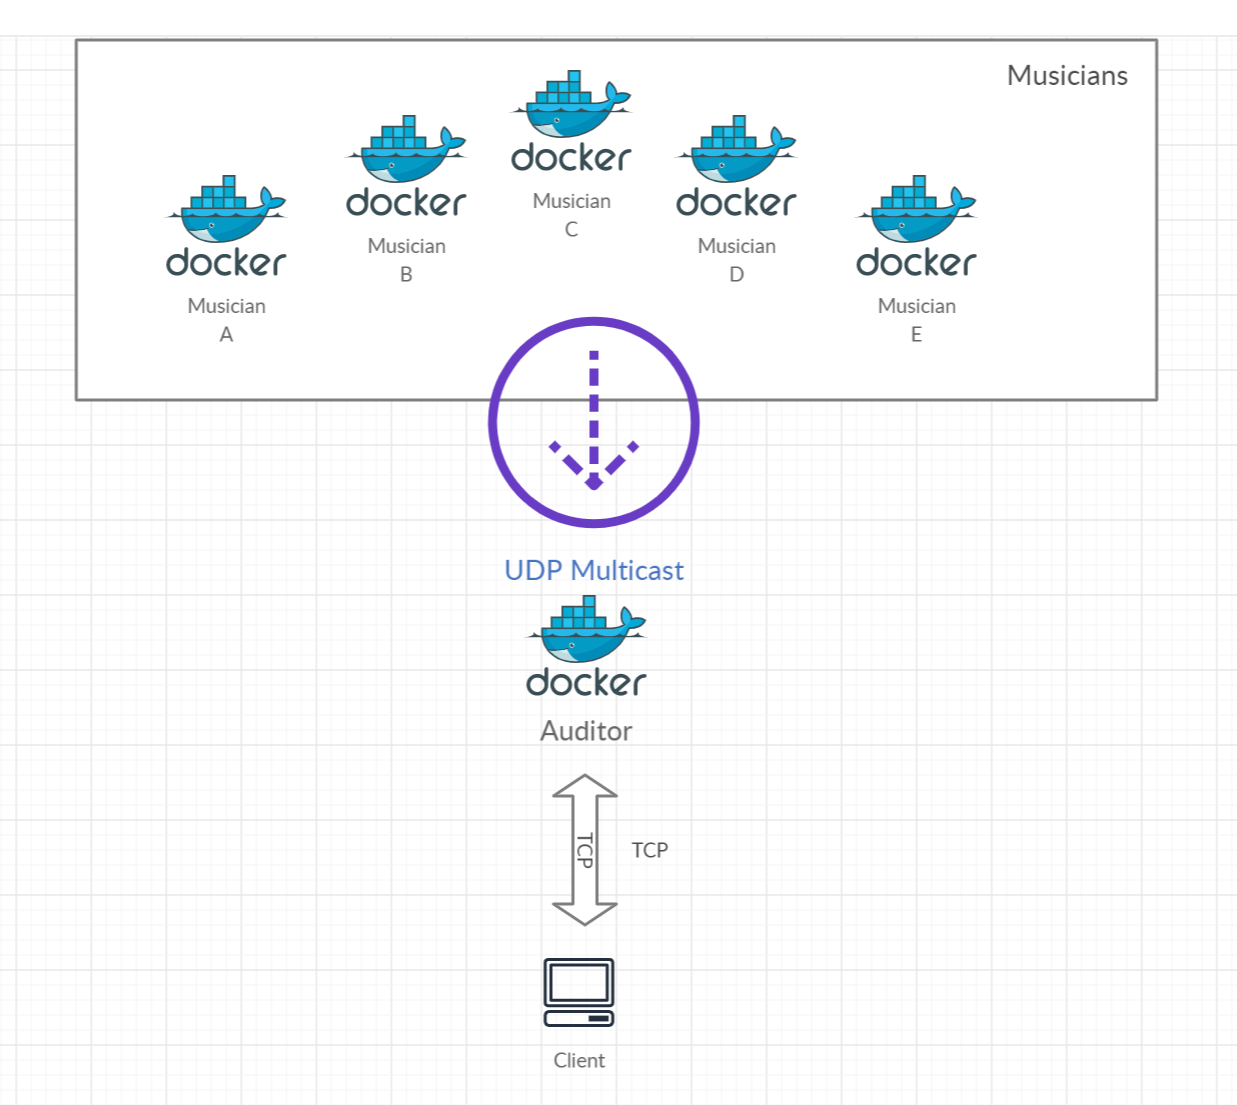 Musicians
docker
Musician
A
docker
Musician
B
docker
Musician
C
docker
Musician
D
docker
Musician
E
UDP Multicast
docker
Auditor
TCP
TCP
Client